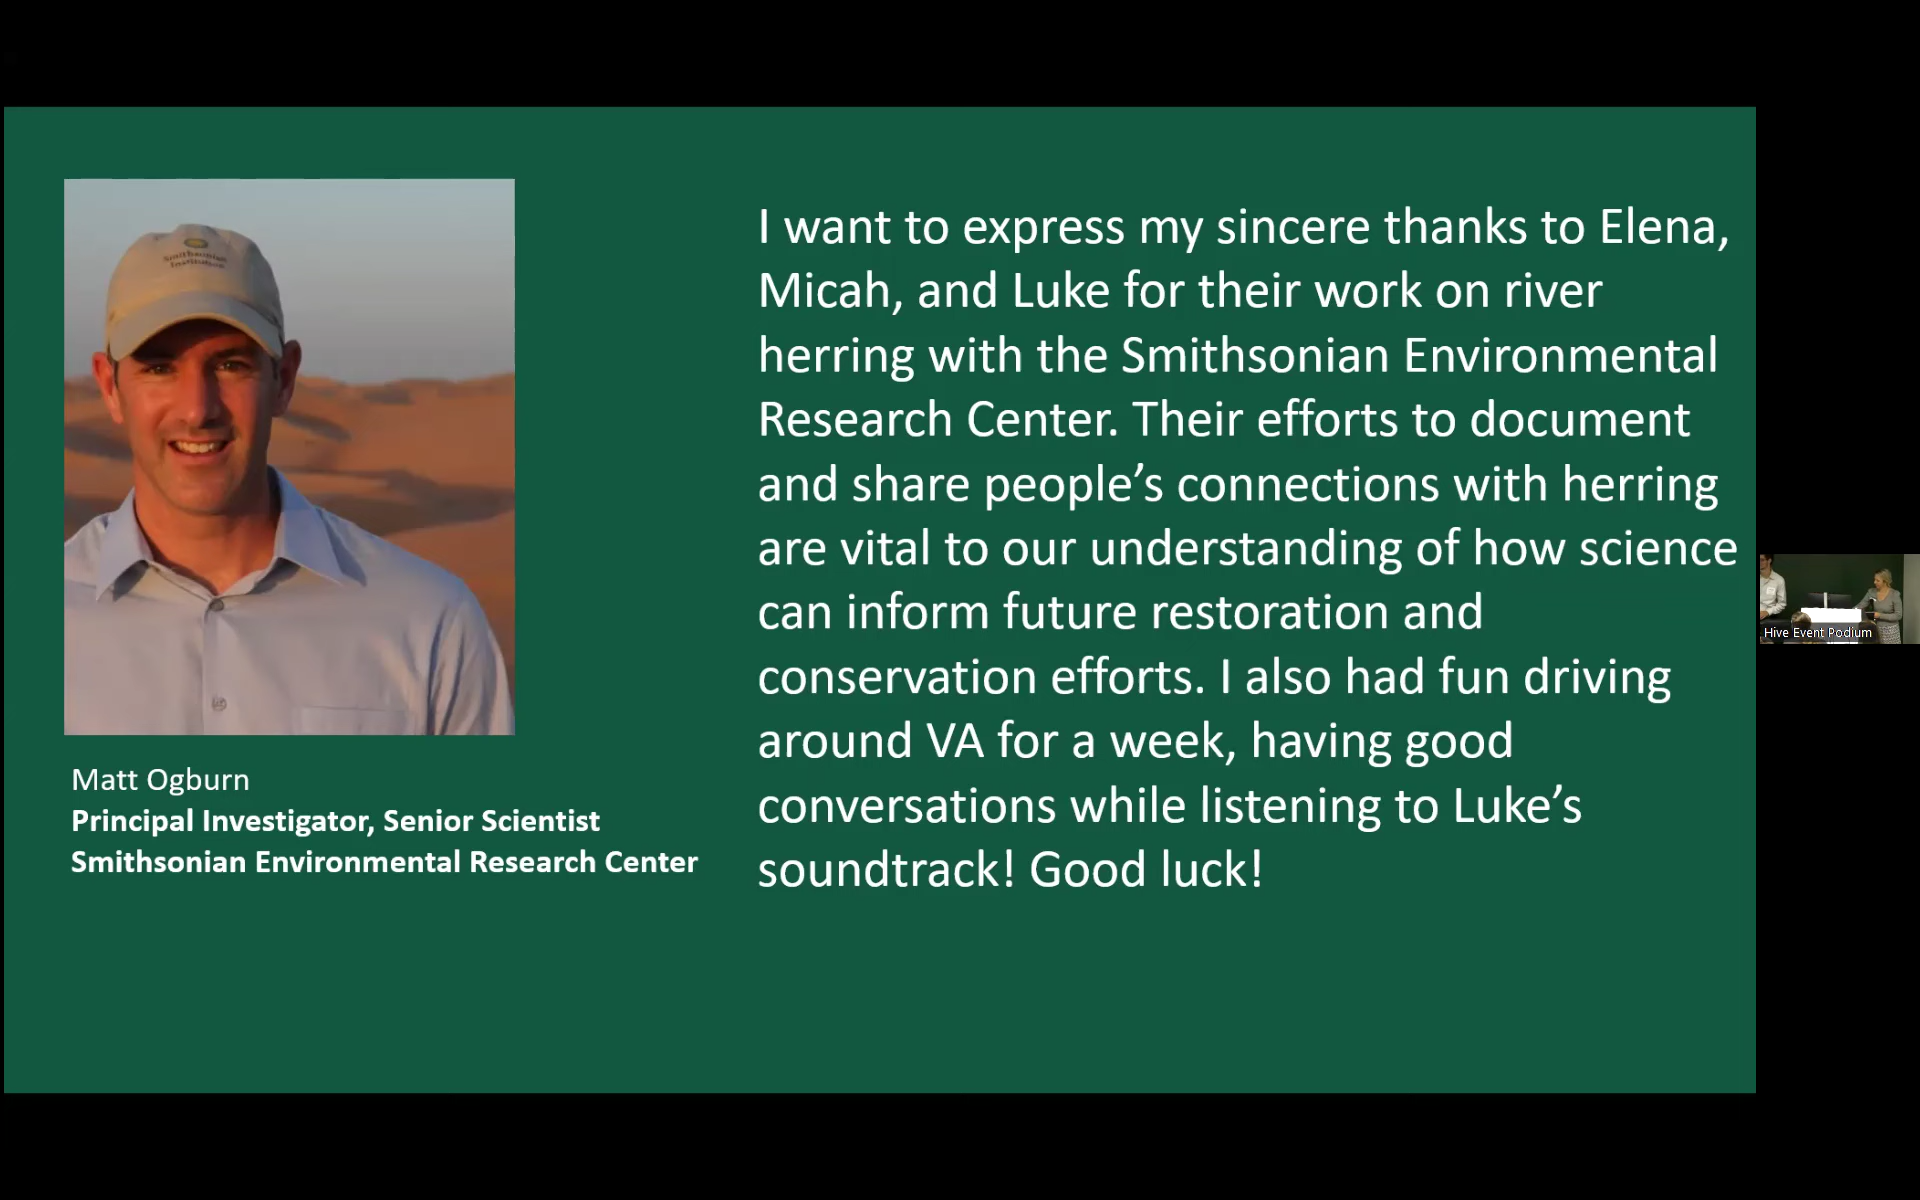 Smithsonian
Institution
I want to express my sincere thanks to Elena,
Micah, and Luke for their work on river
herring with the Smithsonian Environmental
Research Center. Their efforts to document
and share people’s connections with herring
are vital to our understanding of how science
can inform future restoration and
conservation efforts. I also had fun driving
around VA for a week, having good
conversations while listening to Luke’s
soundtrack! Good luck!
Matt Ogburn
Principal Investigator, Senior Scientist
Smithsonian Environmental Research Center
Hive Event Podium